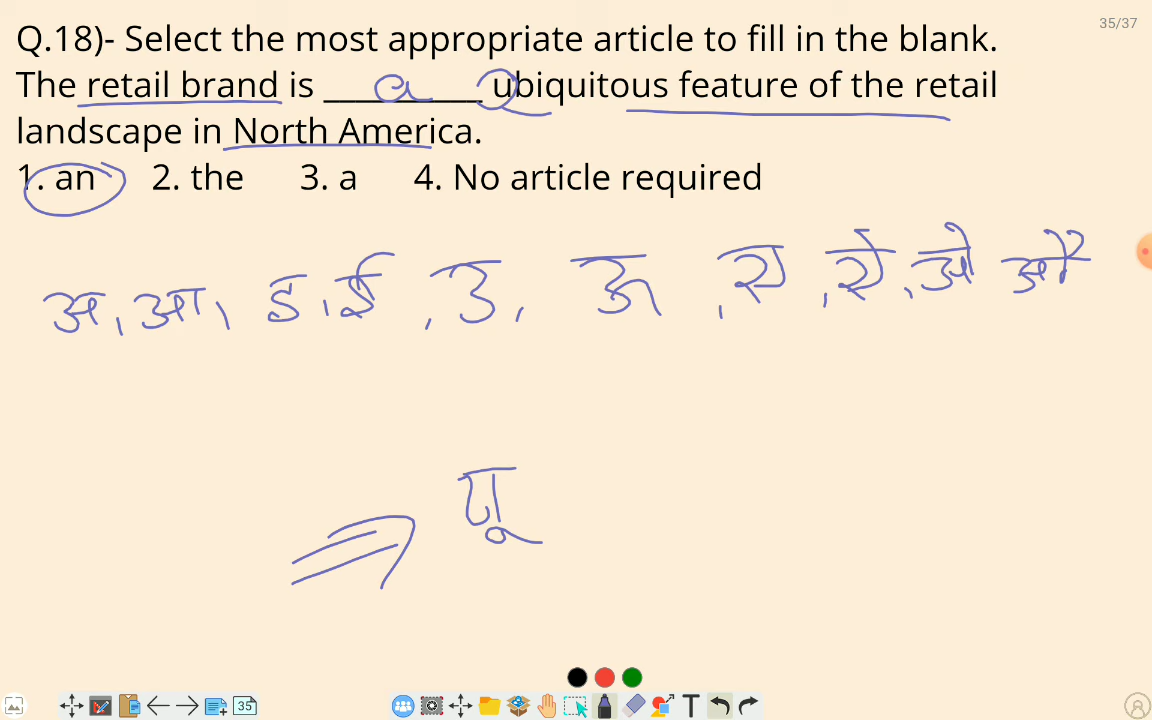 35/37
Q.18)- Select the most appropriate article to fill in the blank.
The retail brand is _________ a ubiquitous feature of the retail
landscape in North America.
1. an 2. the 3. a 4. No article required
अ, आ, इ, ई, उ, ऊ, ए, ऐ, ओ औ
यू
35 T